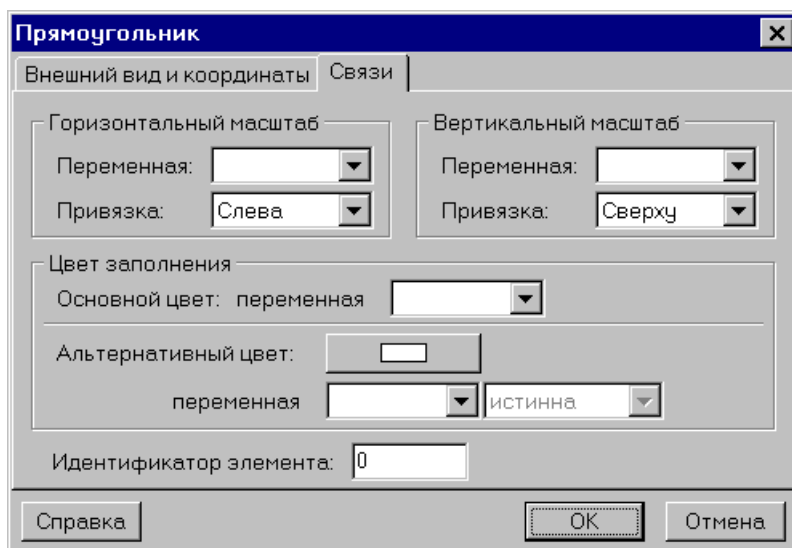 Прямоугольник
Внешний вид и координаты Связи
Горизонтальный масштаб Вертикальный масштаб
Переменная: Переменная:
Привязка: Слева Привязка: Сверху
Цвет заполнения
Основной цвет: переменная
Альтернативный цвет:
переменная истинна
Идентификатор элемента: 0
Справка OK Отмена